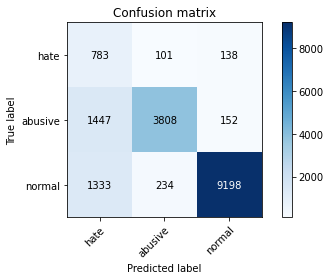 Confusion matrix
hate 783 101 138
abusive 1447 3808 152
normal 1333 234 9198
hate abusive normal
True label
Predicted label
8000
6000
4000
2000